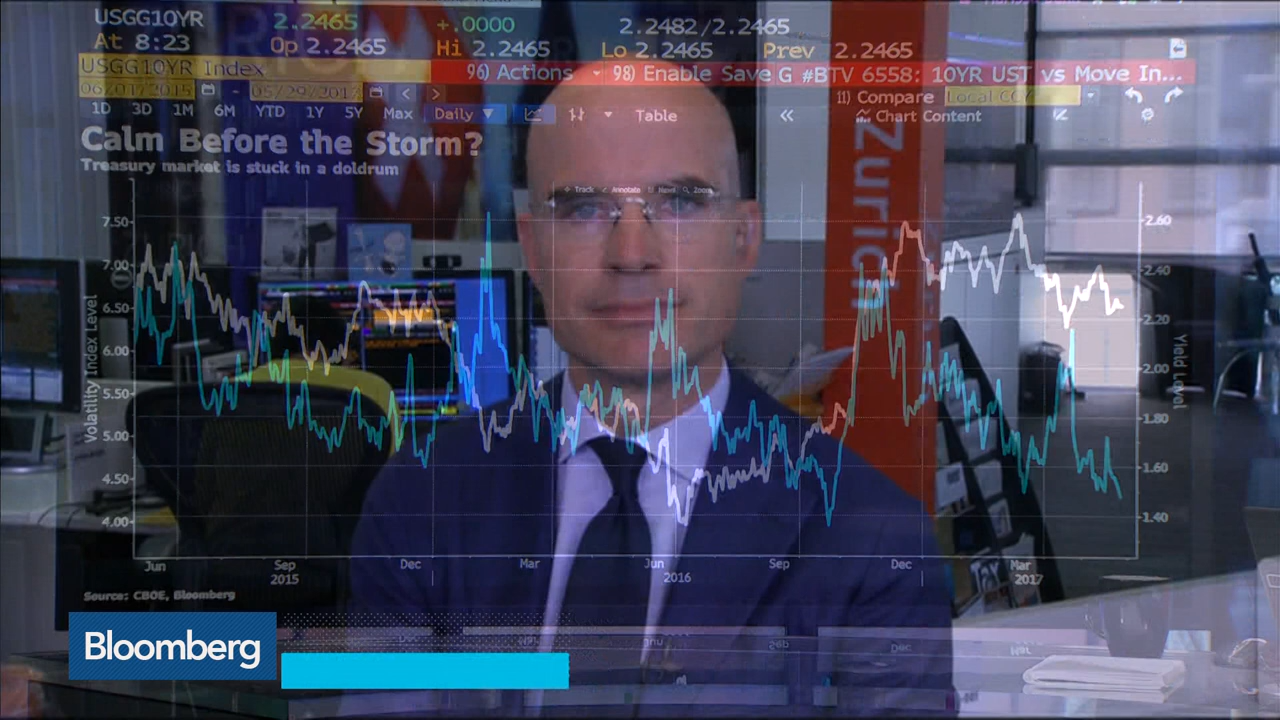 USGG10YR 2.2465 +.0000 2.2482/2.2465
At 8:23 Op 2.2465 Hi 2.2465 Lo 2.2465 Prev 2.2465
USGG10YR Index 96) Actions 98) Enable Save G #BTV 6558: 10YR UST vs Move In...
06/01/2015 - 05/29/2017 11) Compare Local CCY
1D 3D 1M 6M YTD 1Y 5Y Max Daily Table Chart Content
Calm Before the Storm?
Treasury market is stuck in a doldrum
Track Annotate News Zoom
Zurich
7.50 2.60
7.00 2.40
6.50 2.20
6.00 2.00
5.50 1.80
5.00 1.60
4.50 1.40
4.00
Volatility Index Level
Yield Level
Jun Sep Dec Mar Jun Sep Dec Mar
2015 2016 2017
Source: CBOE, Bloomberg
Bloomberg